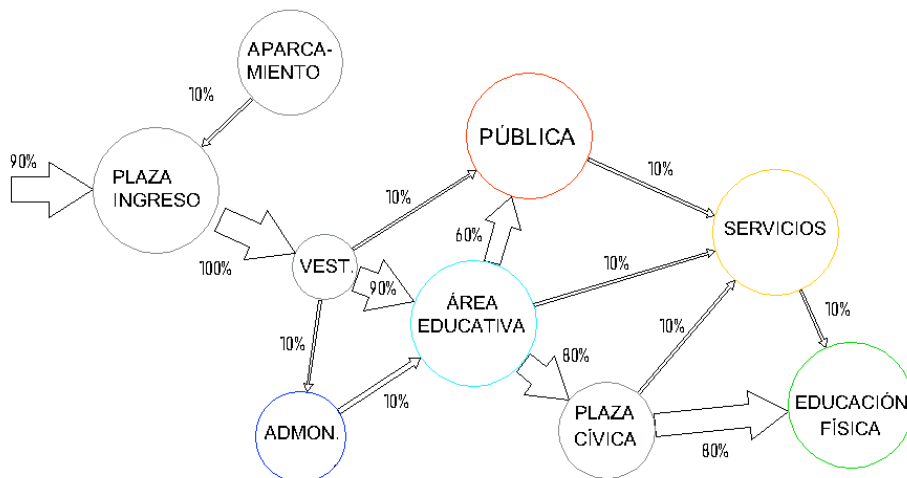 APARCA-
MIENTO
10%
90%
PLAZA
INGRESO
100%
VEST.
10%
PÚBLICA
10%
60%
90%
ÁREA
EDUCATIVA
10%
SERVICIOS
10%
10%
ADMON.
10%
80%
PLAZA
CÍVICA
10%
80%
EDUCACIÓN
FÍSICA